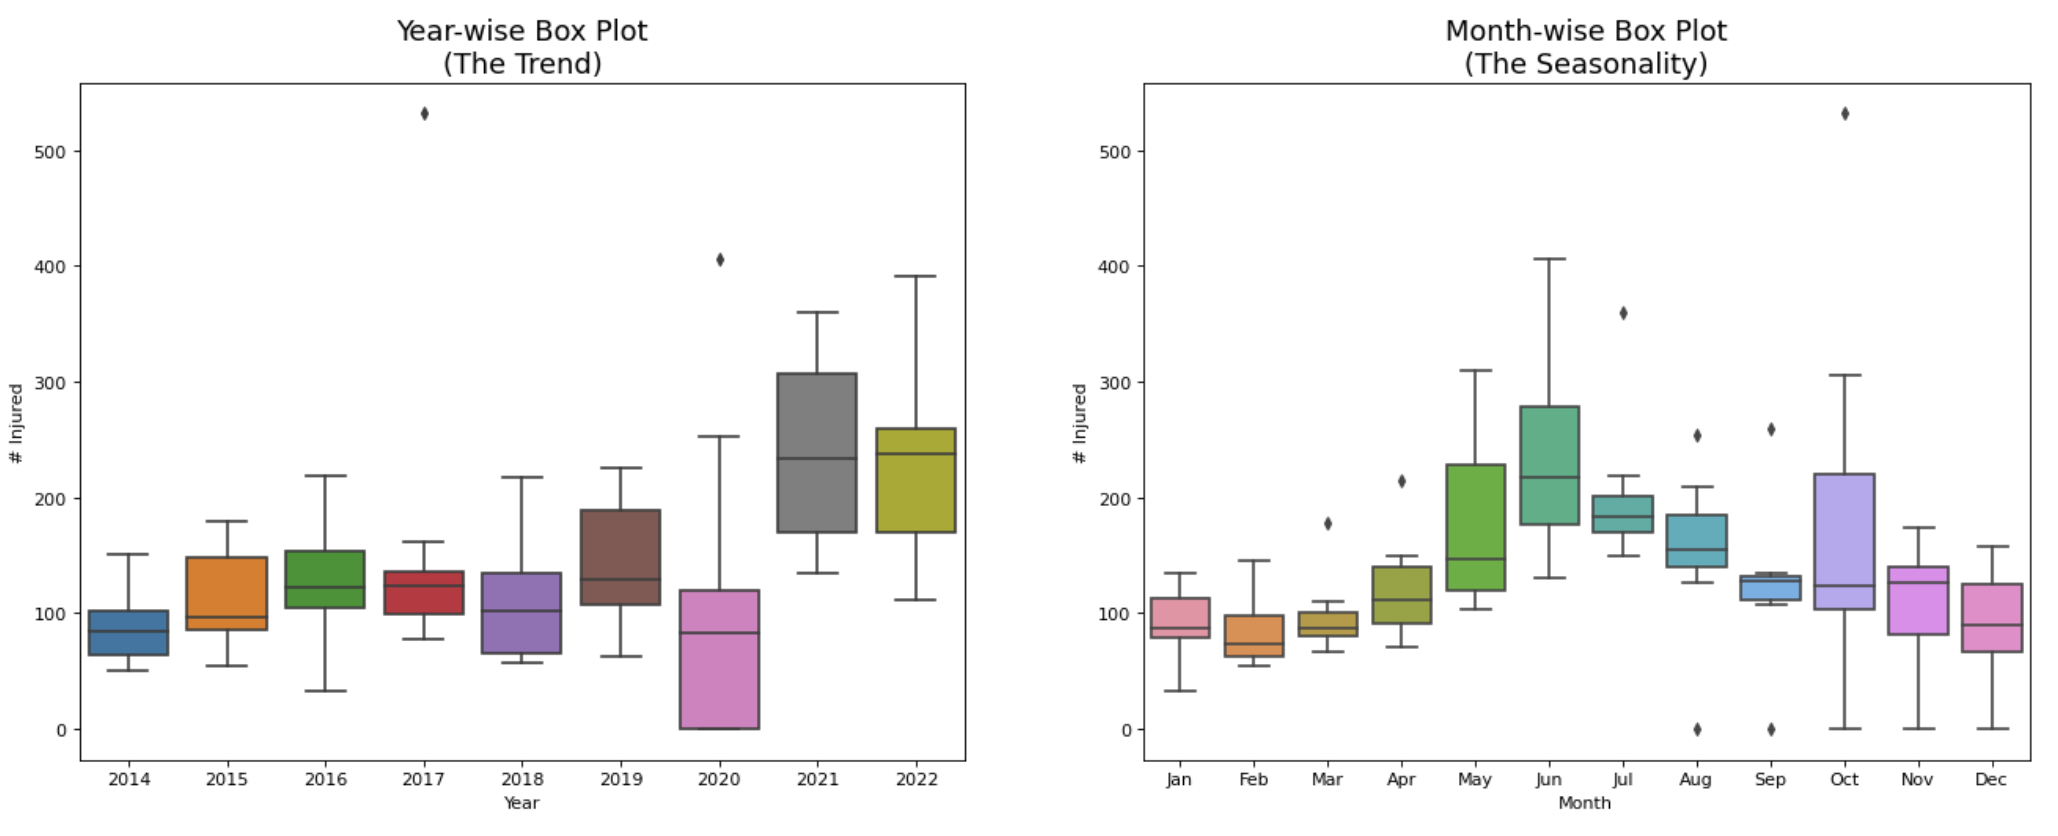 Year-wise Box Plot
(The Trend)
# Injured
500
400
300
200
100
0
2014 2015 2016 2017 2018 2019 2020 2021 2022
Year
Month-wise Box Plot
(The Seasonality)
# Injured
500
400
300
200
100
0
Jan Feb Mar Apr May Jun Jul Aug Sep Oct Nov Dec
Month